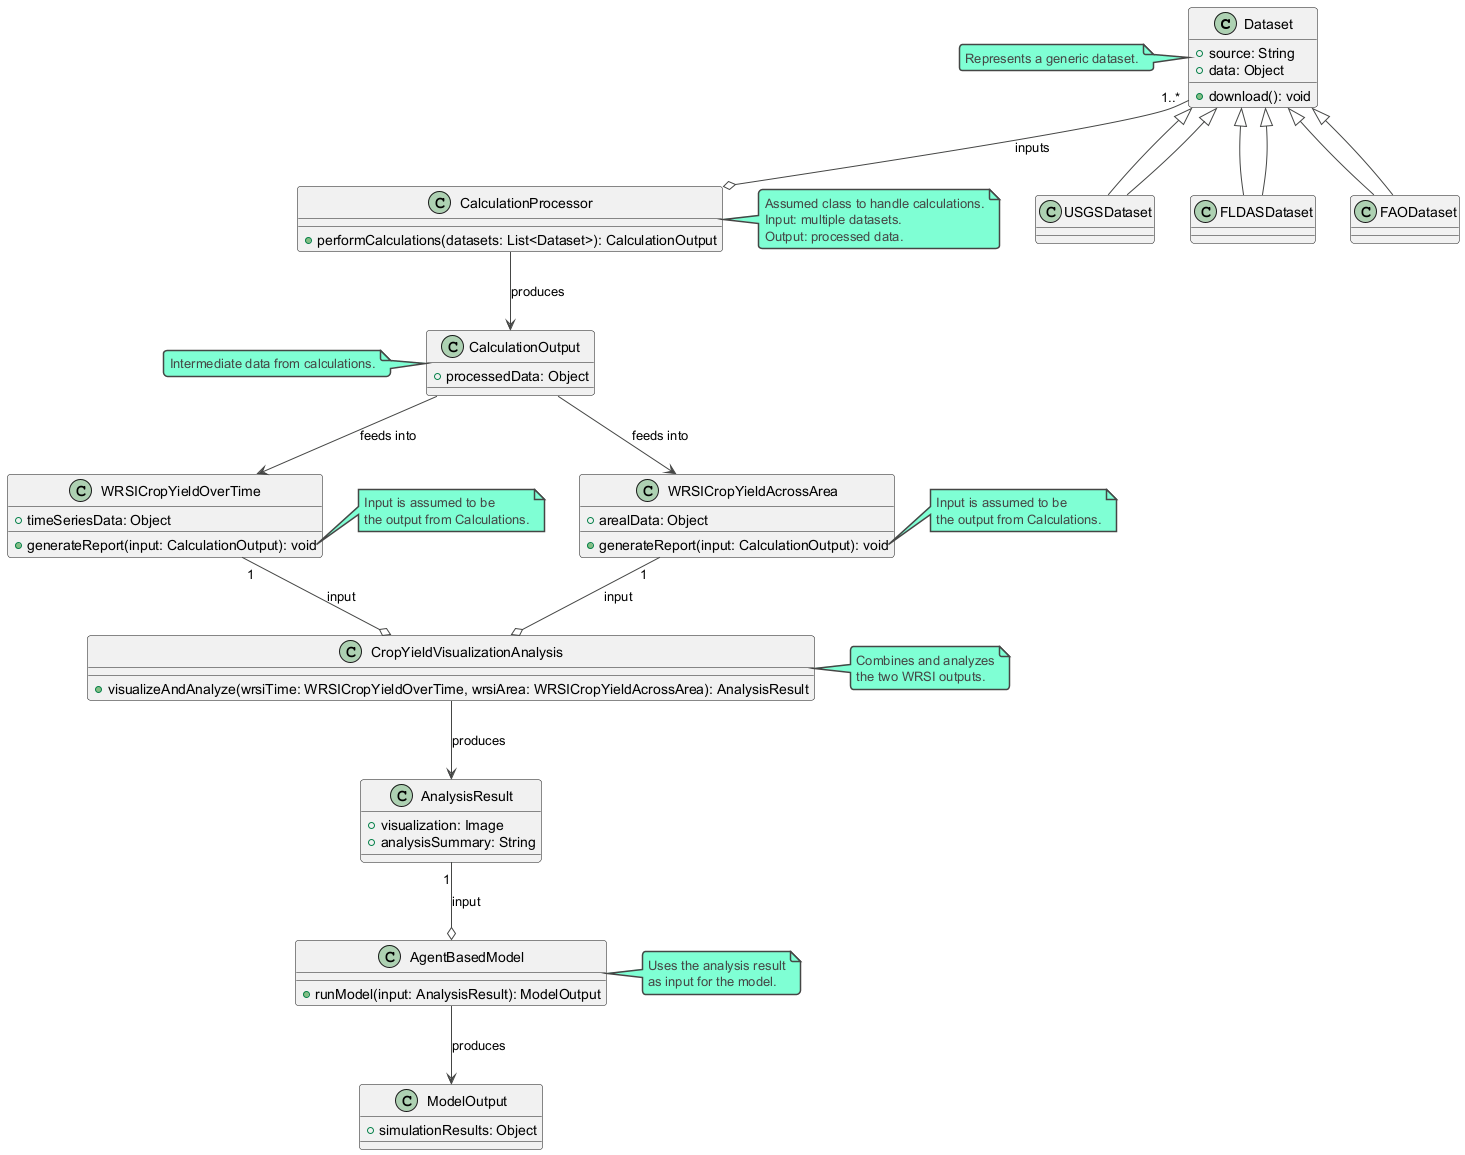 C Dataset
Represents a generic dataset.
source: String
data: Object
download(): void
1..*
inputs
C CalculationProcessor
performCalculations(datasets: List<Dataset>): CalculationOutput
Assumed class to handle calculations.
Input: multiple datasets.
Output: processed data.
C USGSDataset
C FLDASDataset
C FAODataset
produces
C CalculationOutput
Intermediate data from calculations.
processedData: Object
feeds into
feeds into
C WRSICropYieldOverTime
timeSeriesData: Object
generateReport(input: CalculationOutput): void
Input is assumed to be
the output from Calculations.
C WRSICropYieldAcrossArea
arealData: Object
generateReport(input: CalculationOutput): void
Input is assumed to be
the output from Calculations.
1
input
1
input
C CropYieldVisualizationAnalysis
visualizeAndAnalyze(wrsiTime: WRSICropYieldOverTime, wrsiArea: WRSICropYieldAcrossArea): AnalysisResult
Combines and analyzes
the two WRSI outputs.
produces
C AnalysisResult
visualization: Image
analysisSummary: String
1
input
C AgentBasedModel
runModel(input: AnalysisResult): ModelOutput
Uses the analysis result
as input for the model.
produces
C ModelOutput
simulationResults: Object